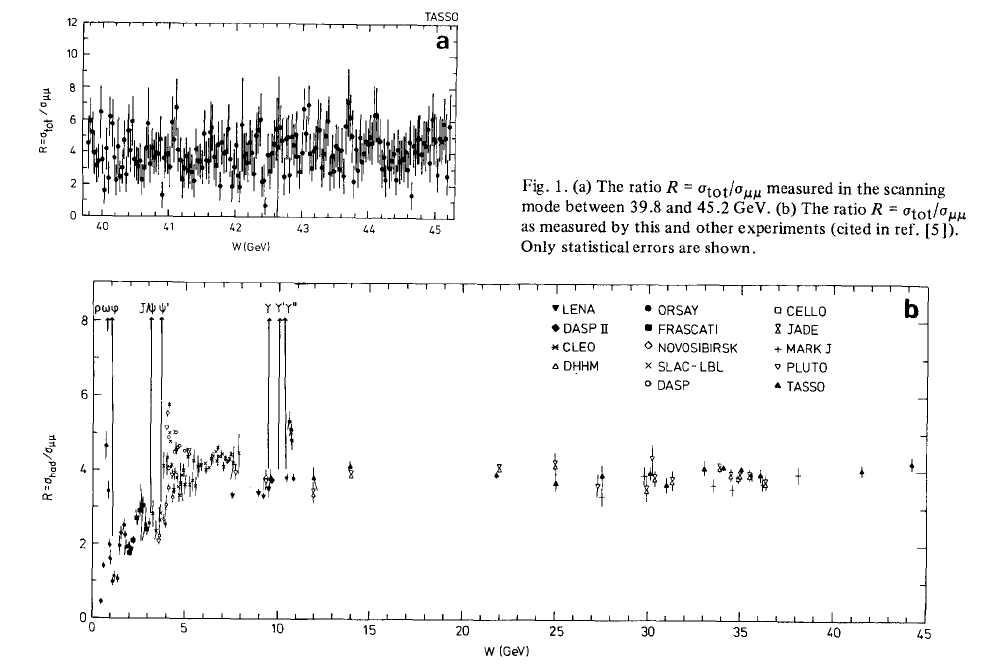 TASSO
a
12
10
8
6
4
2
0
R=σtot/σμμ
40 41 42 43 44 45
W(GeV)
Fig. 1. (a) The ratio R = σtot/σμμ measured in the scanning
mode between 39.8 and 45.2 GeV. (b) The ratio R = σtot/σμμ
as measured by this and other experiments (cited in ref. [5]).
Only statistical errors are shown.
b
ρωφ J/ψ ψ' Υ Υ' Υ''
LENA ORSAY CELLO
DASP II FRASCATI JADE
CLEO NOVOSIBIRSK MARK J
DHHM SLAC-LBL PLUTO
DASP TASSO
8
6
4
2
0
R=σhad/σμμ
0 5 10 15 20 25 30 35 40 45
W (GeV)